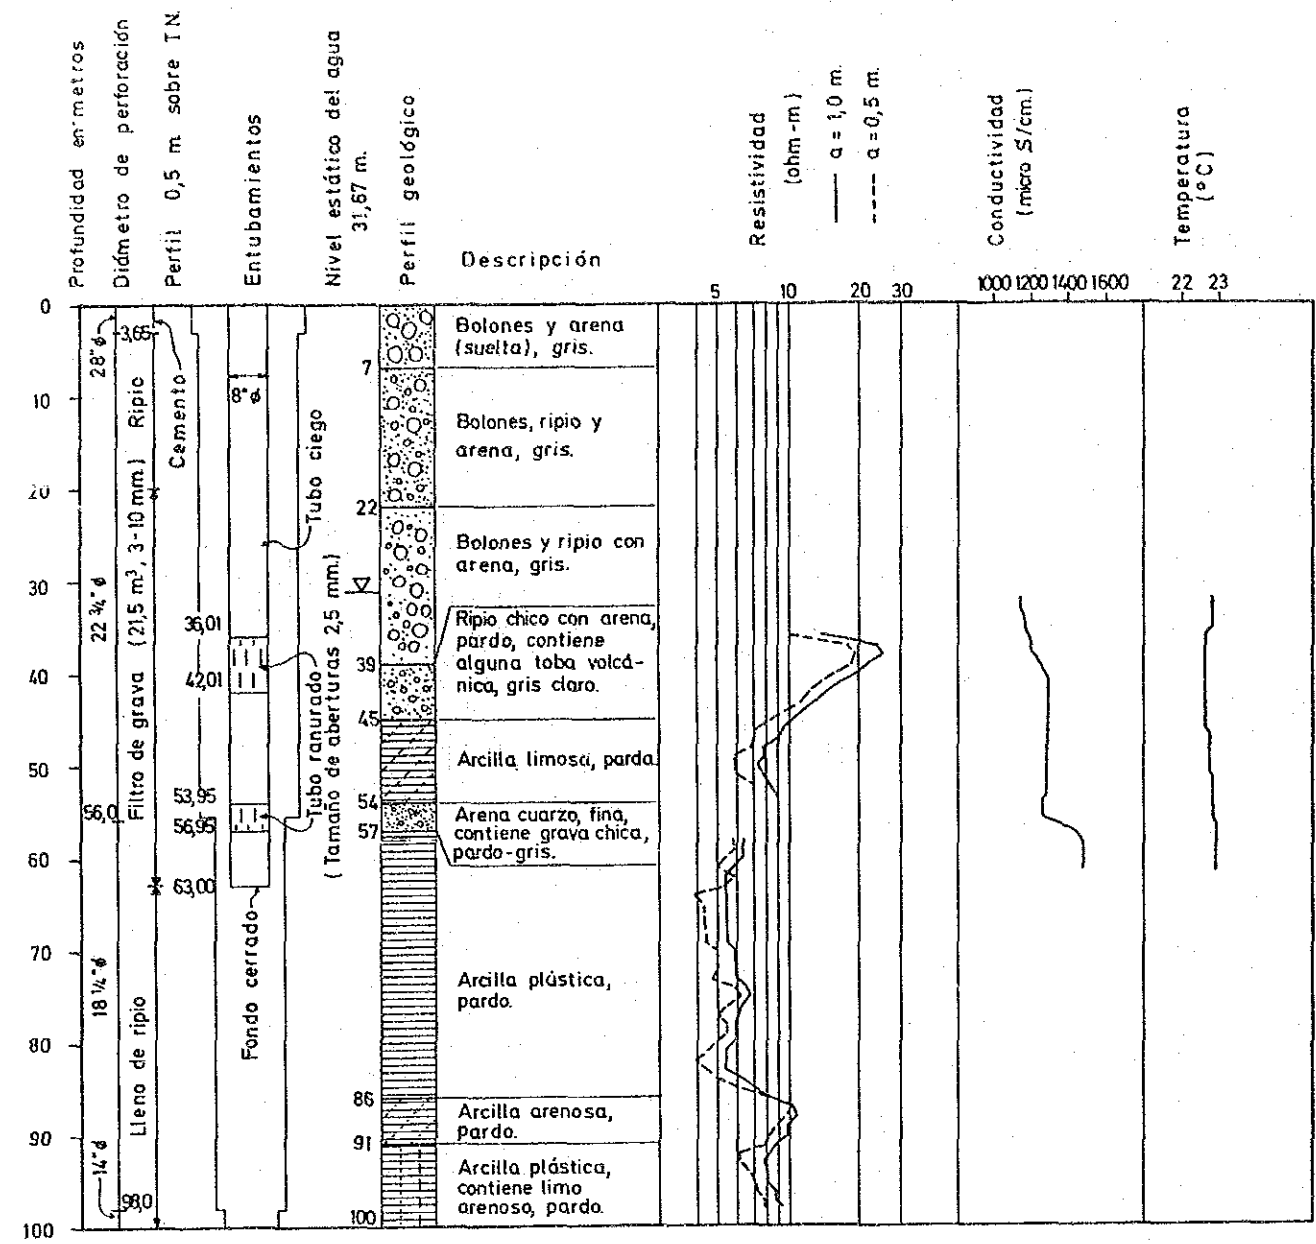 Profundidad en metros
Diámetro de perforación
Perfil 0,5 m sobre T.N.
Entubamientos
Nivel estático del agua
31,67 m.
Perfil geológico
Descripción
Resistividad
(ohm-m)
a = 1,0 m.
a = 0,5 m.
Conductividad
(micro S/cm.)
Temperatura
(°C)
5 10 20 30
1000 1200 1400 1600
22 23
0
10
20
30
40
50
60
70
80
90
100
28" ø
22 3/4" ø
56,0
18 1/4" ø
14" ø
98,0
3,65
Ripio
Cemento
Filtro de grava (21,5 m³, 3-10 mm.)
Lleno de ripio
8" ø
36,01
42,01
53,95
56,95
63,00
Tubo ciego
Tubo ranurado
(Tamaño de aberturas 2,5 mm.)
Fondo cerrado
7
22
39
45
54
57
86
91
100
Bolones y arena
(suelta), gris.
Bolones, ripio y
arena, gris.
Bolones y ripio con
arena, gris.
Ripio chico con arena,
pardo, contiene
alguna toba volcá-
nica, gris claro.
Arcilla limosa, parda
Arena cuarzo, fina,
contiene grava chica,
pardo-gris.
Arcilla plástica,
pardo.
Arcilla arenosa,
pardo.
Arcilla plástica,
contiene limo
arenoso, pardo.